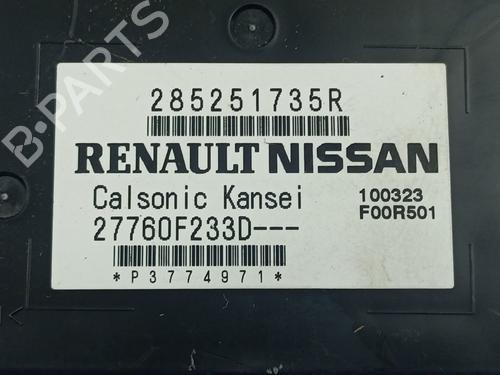 B-PARTS
285251735R
RENAULT NISSAN
Calsonic Kansei 100323
27760F233D--- F00R501
*P3774971*